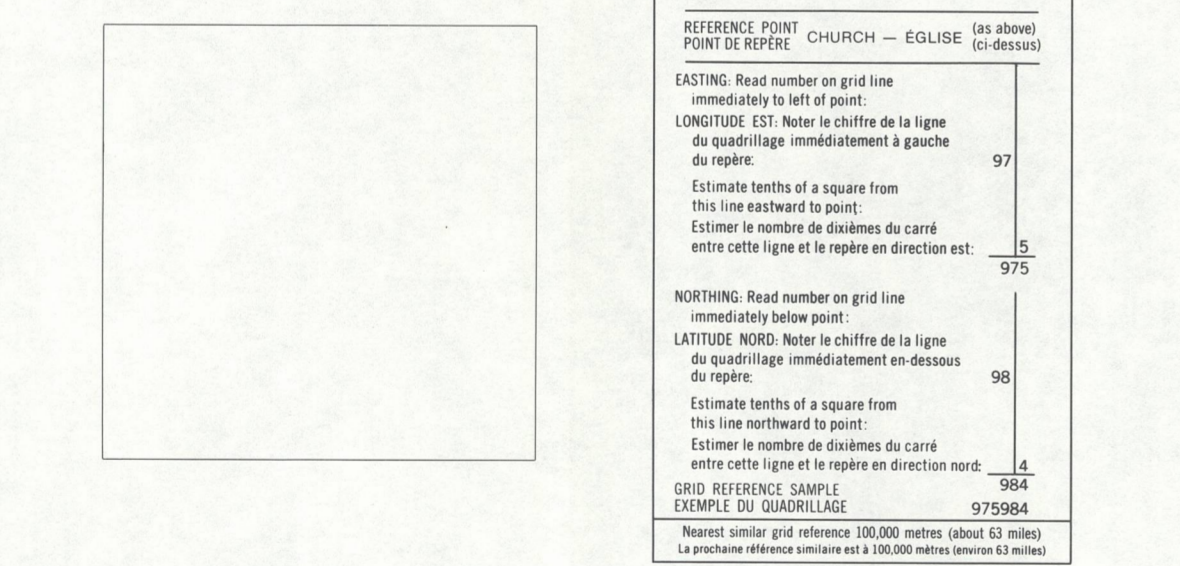 REFERENCE POINT CHURCH — ÉGLISE (as above)
POINT DE REPÈRE (ci-dessus)
EASTING: Read number on grid line
immediately to left of point:
LONGITUDE EST: Noter le chiffre de la ligne
du quadrillage immédiatement à gauche
du repère: 97
Estimate tenths of a square from
this line eastward to point:
Estimer le nombre de dixièmes du carré
entre cette ligne et le repère en direction est: 5
975
NORTHING: Read number on grid line
immediately below point:
LATITUDE NORD: Noter le chiffre de la ligne
du quadrillage immédiatement en-dessous
du repère: 98
Estimate tenths of a square from
this line northward to point:
Estimer le nombre de dixièmes du carré
entre cette ligne et le repère en direction nord: 4
984
GRID REFERENCE SAMPLE
EXEMPLE DU QUADRILLAGE 975984
Nearest similar grid reference 100,000 metres (about 63 miles)
La prochaine référence similaire est à 100,000 mètres (environ 63 milles)